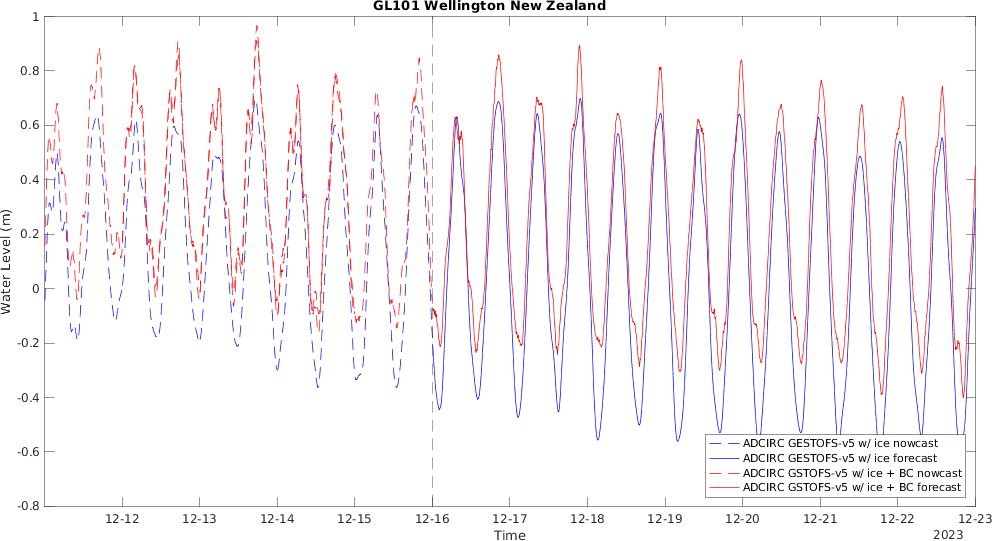 GL101 Wellington New Zealand
Water Level (m)
1
0.8
0.6
0.4
0.2
0
-0.2
-0.4
-0.6
-0.8
ADCIRC GESTOFS-v5 w/ ice nowcast
ADCIRC GESTOFS-v5 w/ ice forecast
ADCIRC GSTOFS-v5 w/ ice + BC nowcast
ADCIRC GSTOFS-v5 w/ ice + BC forecast
12-12 12-13 12-14 12-15 12-16 12-17 12-18 12-19 12-20 12-21 12-22 12-23
Time
2023